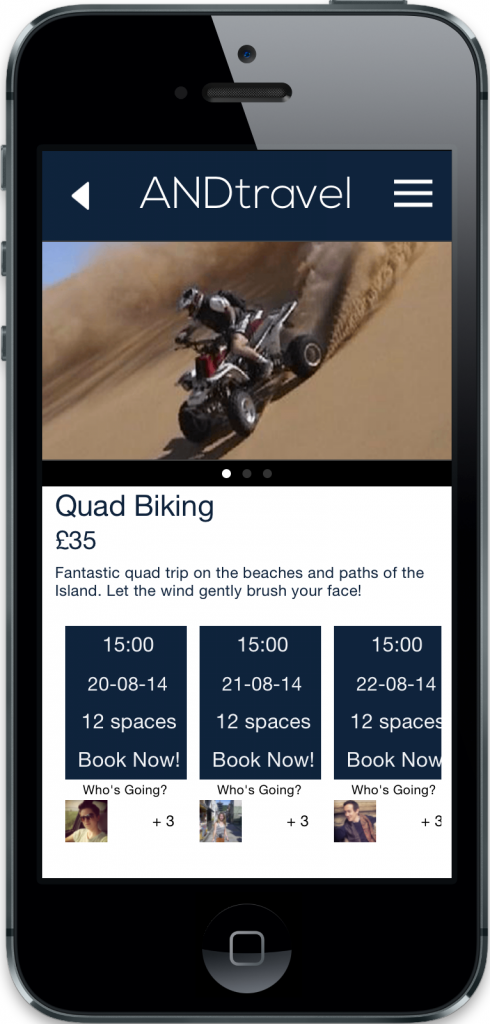 ANDtravel
Quad Biking
£35
Fantastic quad trip on the beaches and paths of the
Island. Let the wind gently brush your face!
15:00 15:00 15:00
20-08-14 21-08-14 22-08-14
12 spaces 12 spaces 12 spaces
Book Now! Book Now! Book Now
Who's Going? Who's Going? Who's Going?
+ 3 + 3 + 3